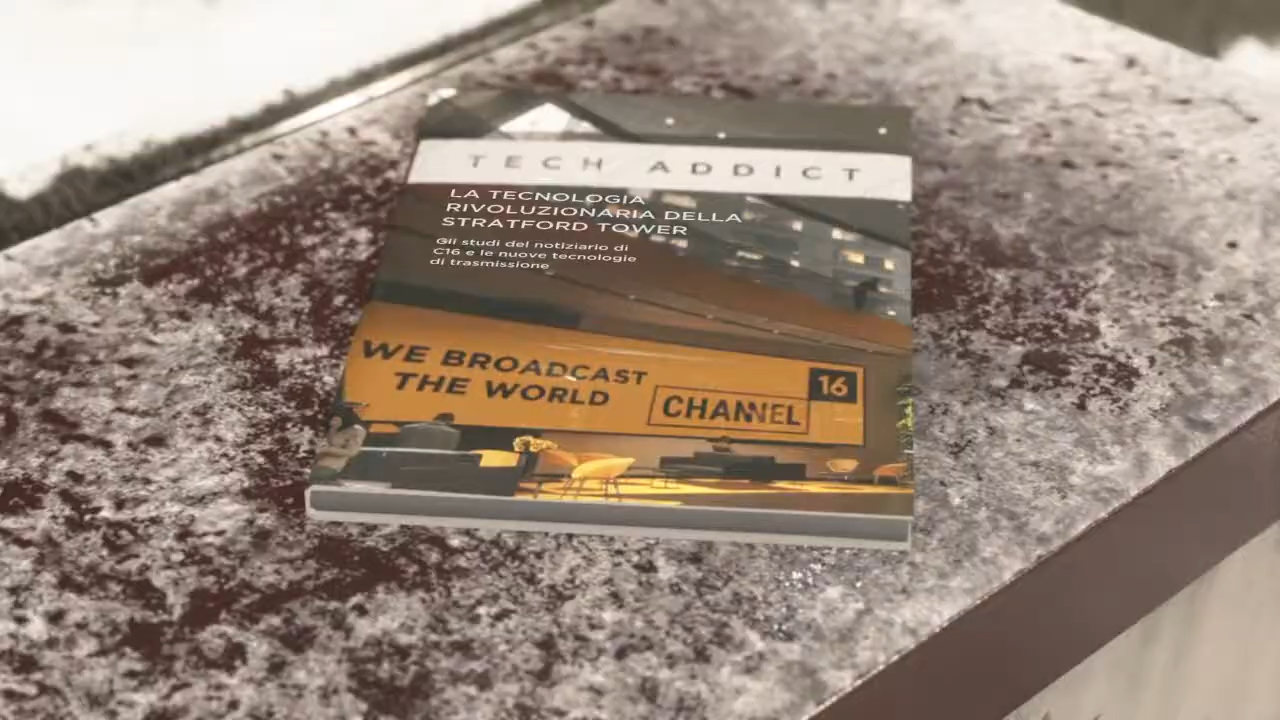 TECH ADDICT
LA TECNOLOGIA
RIVOLUZIONARIA DELLA
STRATFORD TOWER
Gli studi del notiziario di
C16 e le nuove tecnologie
di trasmissione
WE BROADCAST
THE WORLD
CHANNEL
16